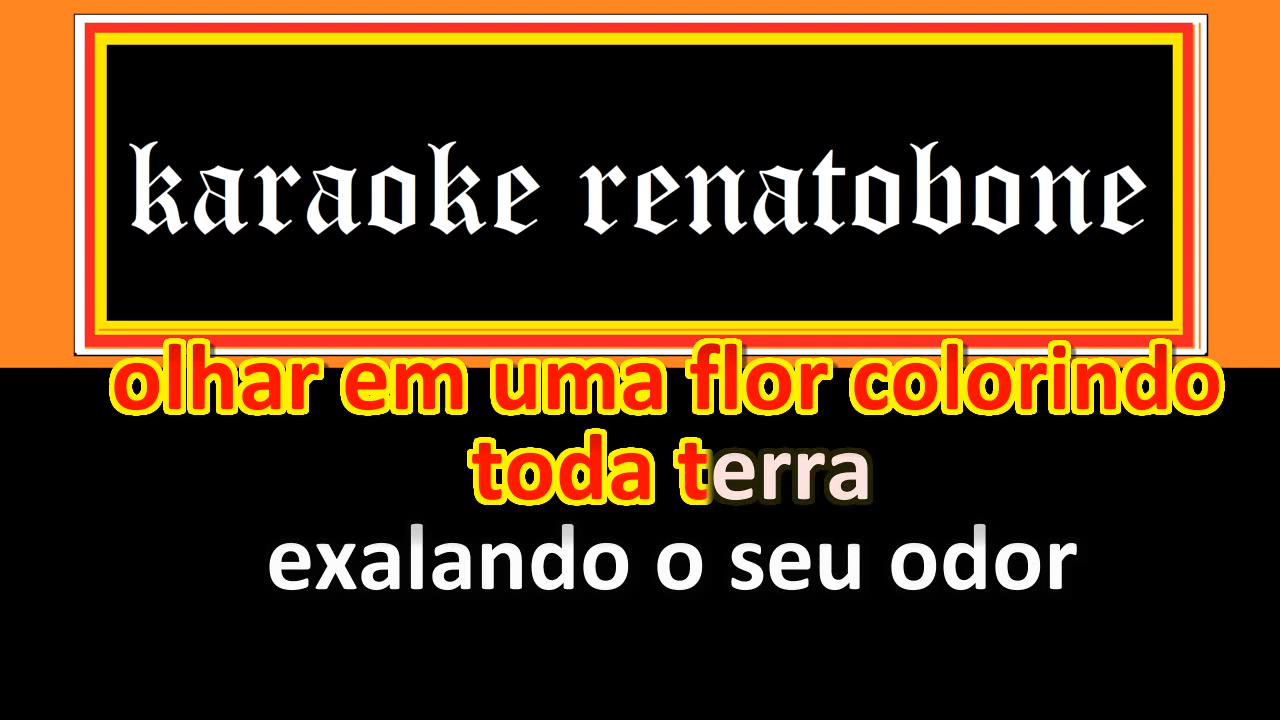 karaoke renatobone
olhar em uma flor colorindo
toda terra
exalando o seu odor